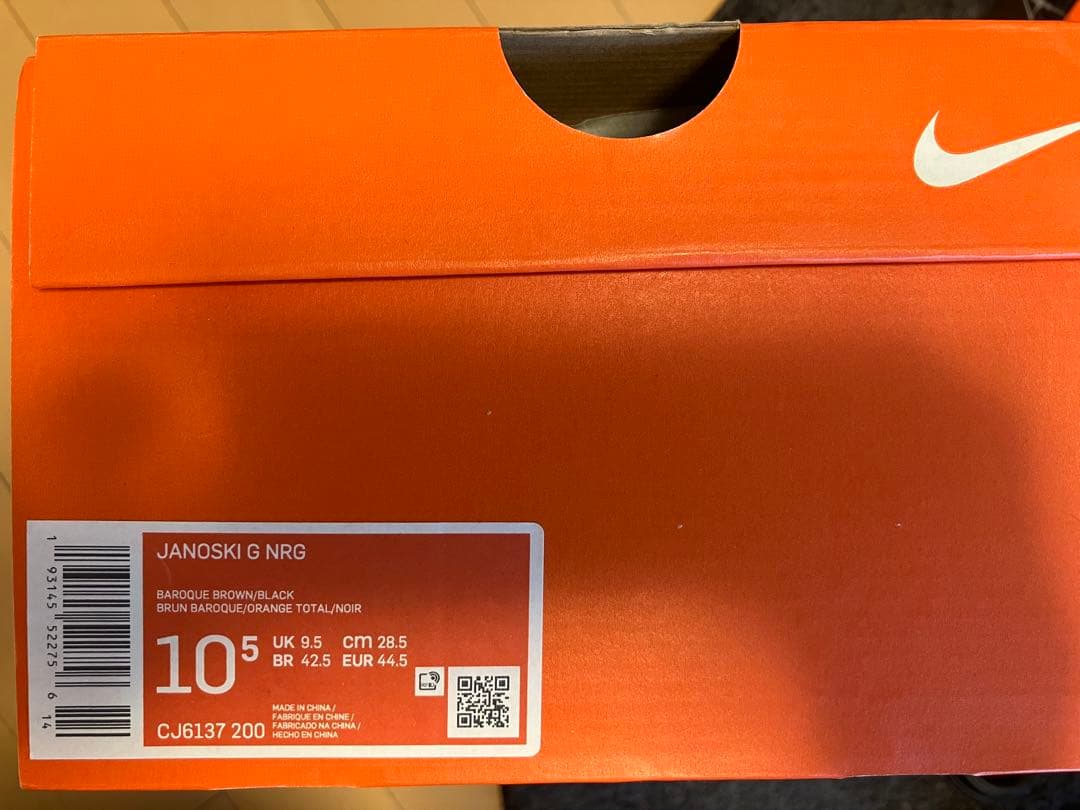 JANOSKI G NRG
BAROQUE BROWN/BLACK
BRUN BAROQUE/ORANGE TOTAL/NOIR
10⁵ UK 9.5 CM 28.5
BR 42.5 EUR 44.5
CJ6137 200
MADE IN CHINA /
FABRIQUE EN CHINE /
FABRICADO NA CHINA /
HECHO EN CHINA
1 93145 52275 6 14